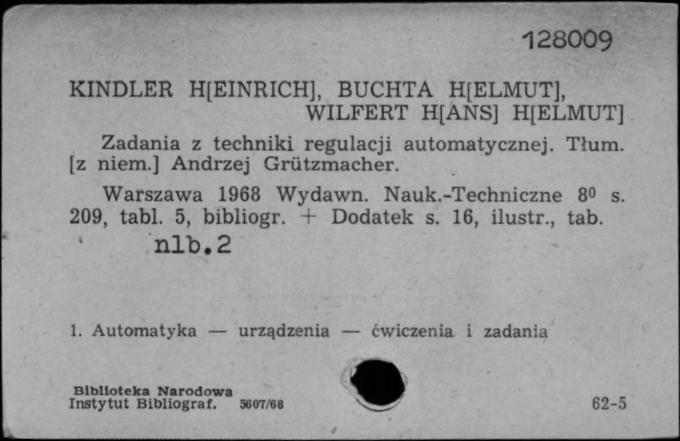 128009
KINDLER H[EINRICH], BUCHTA H[ELMUT],
WILFERT H[ANS] H[ELMUT]
Zadania z techniki regulacji automatycznej. Tłum.
[z niem.] Andrzej Grützmacher.
Warszawa 1968 Wydawn. Nauk.-Techniczne 8⁰ s.
209, tabl. 5, bibliogr. + Dodatek s. 16, ilustr., tab.
nlb.2
1. Automatyka — urządzenia — ćwiczenia i zadania
Biblioteka Narodowa
Instytut Bibliograf. 5607/68
62-5